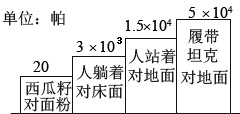 单位：帕
20
西瓜籽
对面粉
3 ×10³
人躺着
对床面
1.5×10⁴
人站着
对地面
5 ×10⁴
履带
坦克
对地面